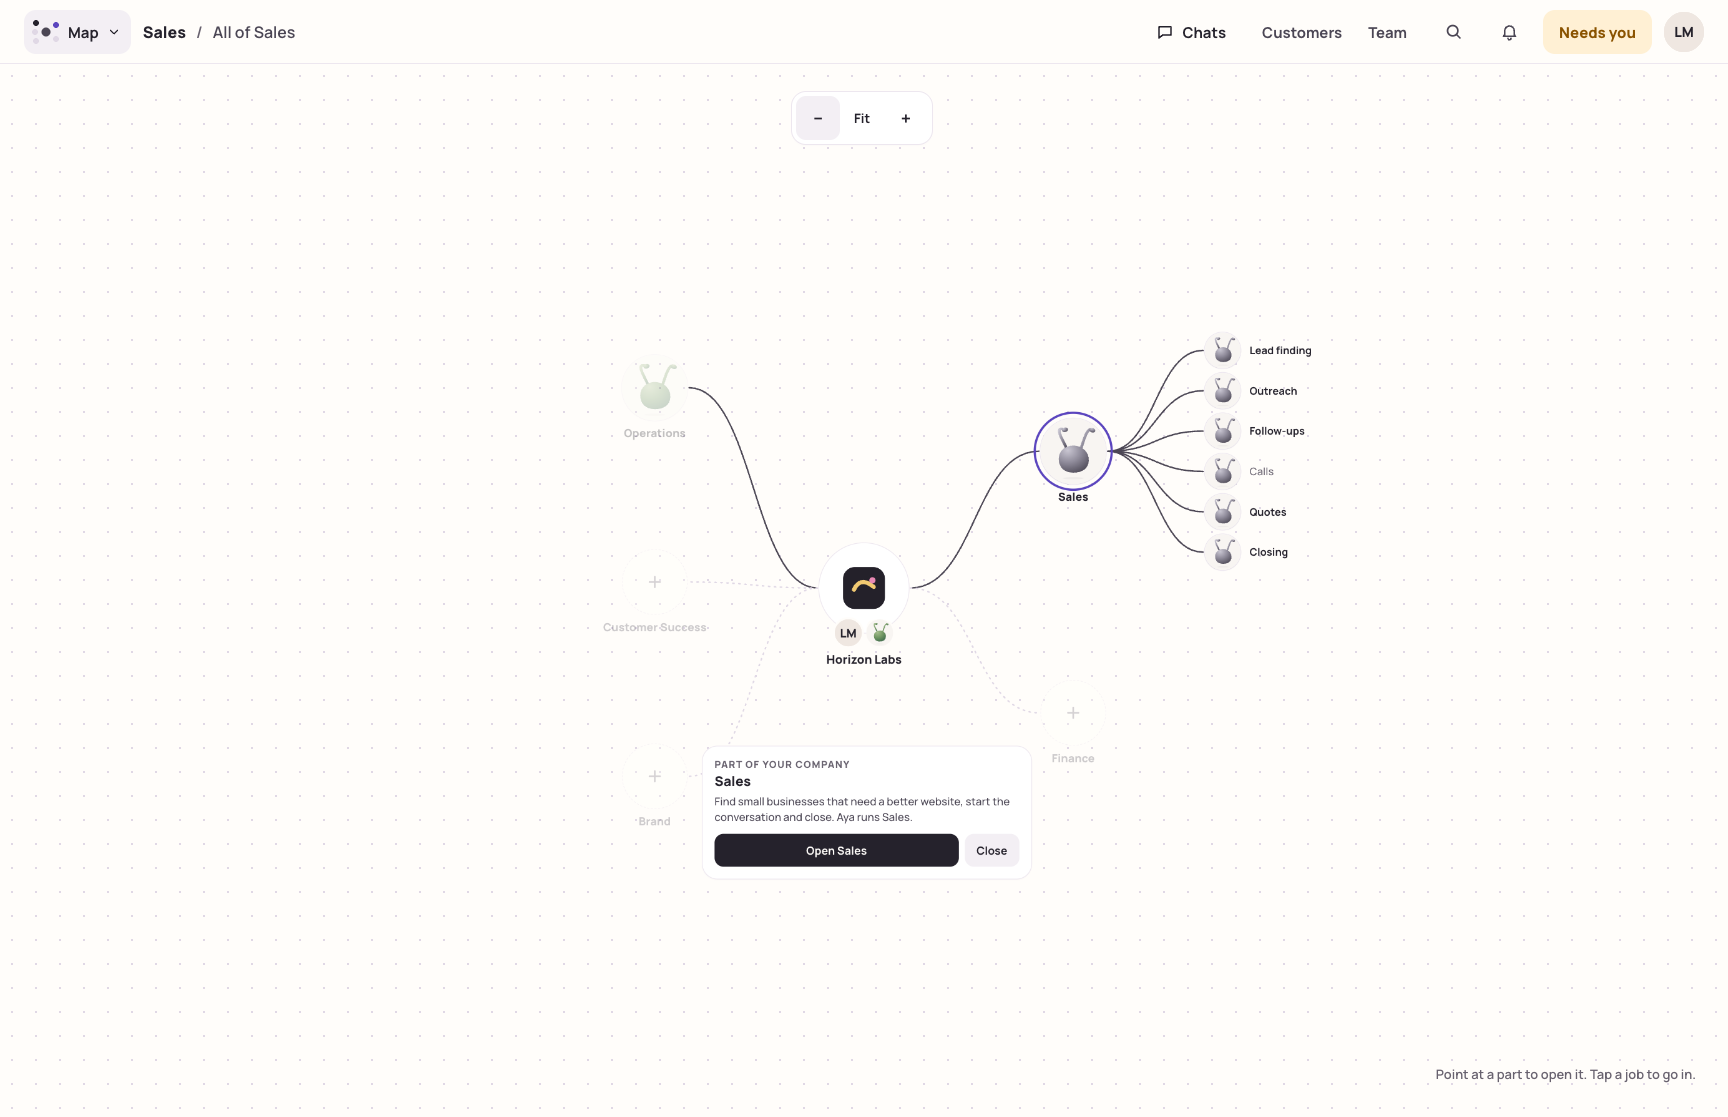 Map
Sales / All of Sales
Chats
Customers
Team
Needs you
LM
− Fit +
Operations
Sales
Lead finding
Outreach
Follow-ups
Calls
Quotes
Closing
+
Customer Success
LM
Horizon Labs
+
Finance
+
Brand
PART OF YOUR COMPANY
Sales
Find small businesses that need a better website, start the
conversation and close. Aya runs Sales.
Open Sales
Close
Point at a part to open it. Tap a job to go in.